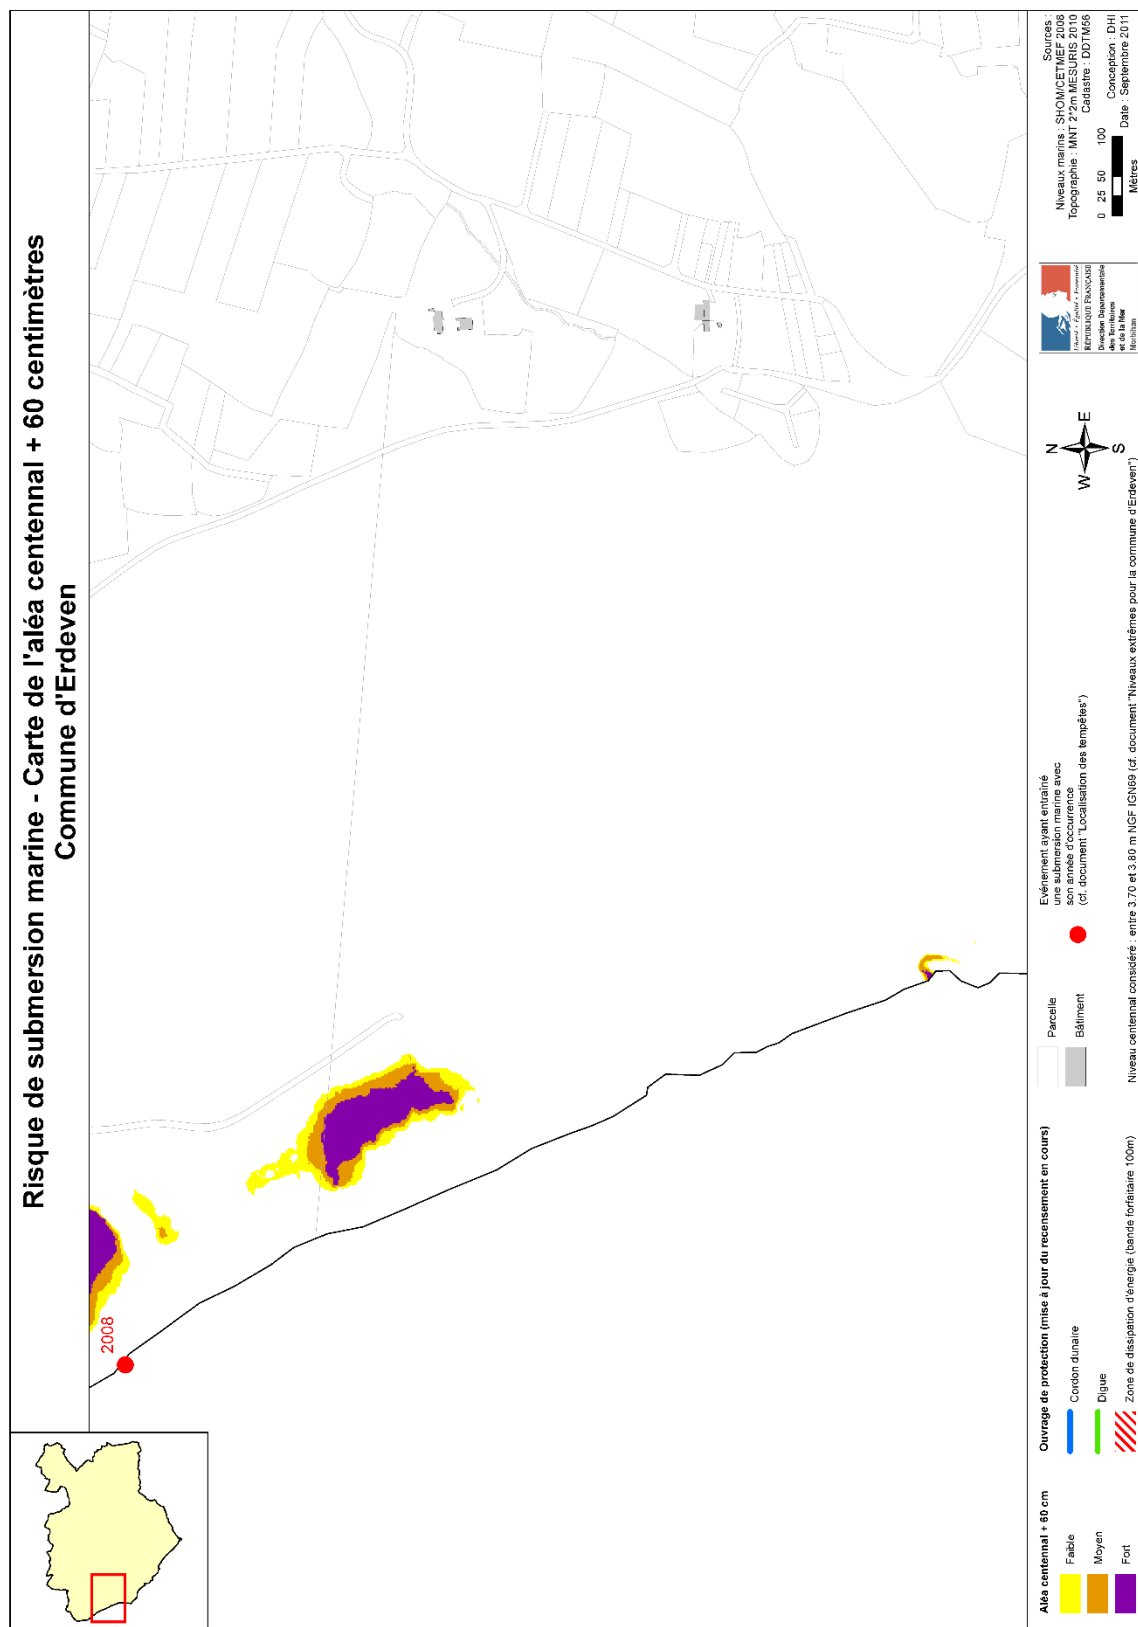 Risque de submersion marine - Carte de l'aléa centennal + 60 centimètres
Commune d'Erdeven
2008
Aléa centennal + 60 cm
Faible
Moyen
Fort
Ouvrage de protection (mise à jour du recensement en cours)
Cordon dunaire
Digue
Zone de dissipation d'énergie (bande forfaitaire 100m)
Parcelle
Bâtiment
Evénement ayant entraîné
une submersion marine avec
son année d'occurrence
(cf. document "Localisation des tempêtes")
Niveau centennal considéré : entre 3.70 et 3.80 m NGF IGN69 (cf. document "Niveaux extrêmes pour la commune d'Erdeven")
N
W
E
S
Liberté • Égalité • Fraternité
RÉPUBLIQUE FRANÇAISE
Direction Départementale
des Territoires
et de la Mer
Morbihan
Sources :
Niveaux marins : SHOM/CETMEF 2008
Topographie : MNT 2*2m MESURIS 2010
Cadastre : DDTM56
0 25 50 100
Mètres
Conception : DHI
Date : Septembre 2011